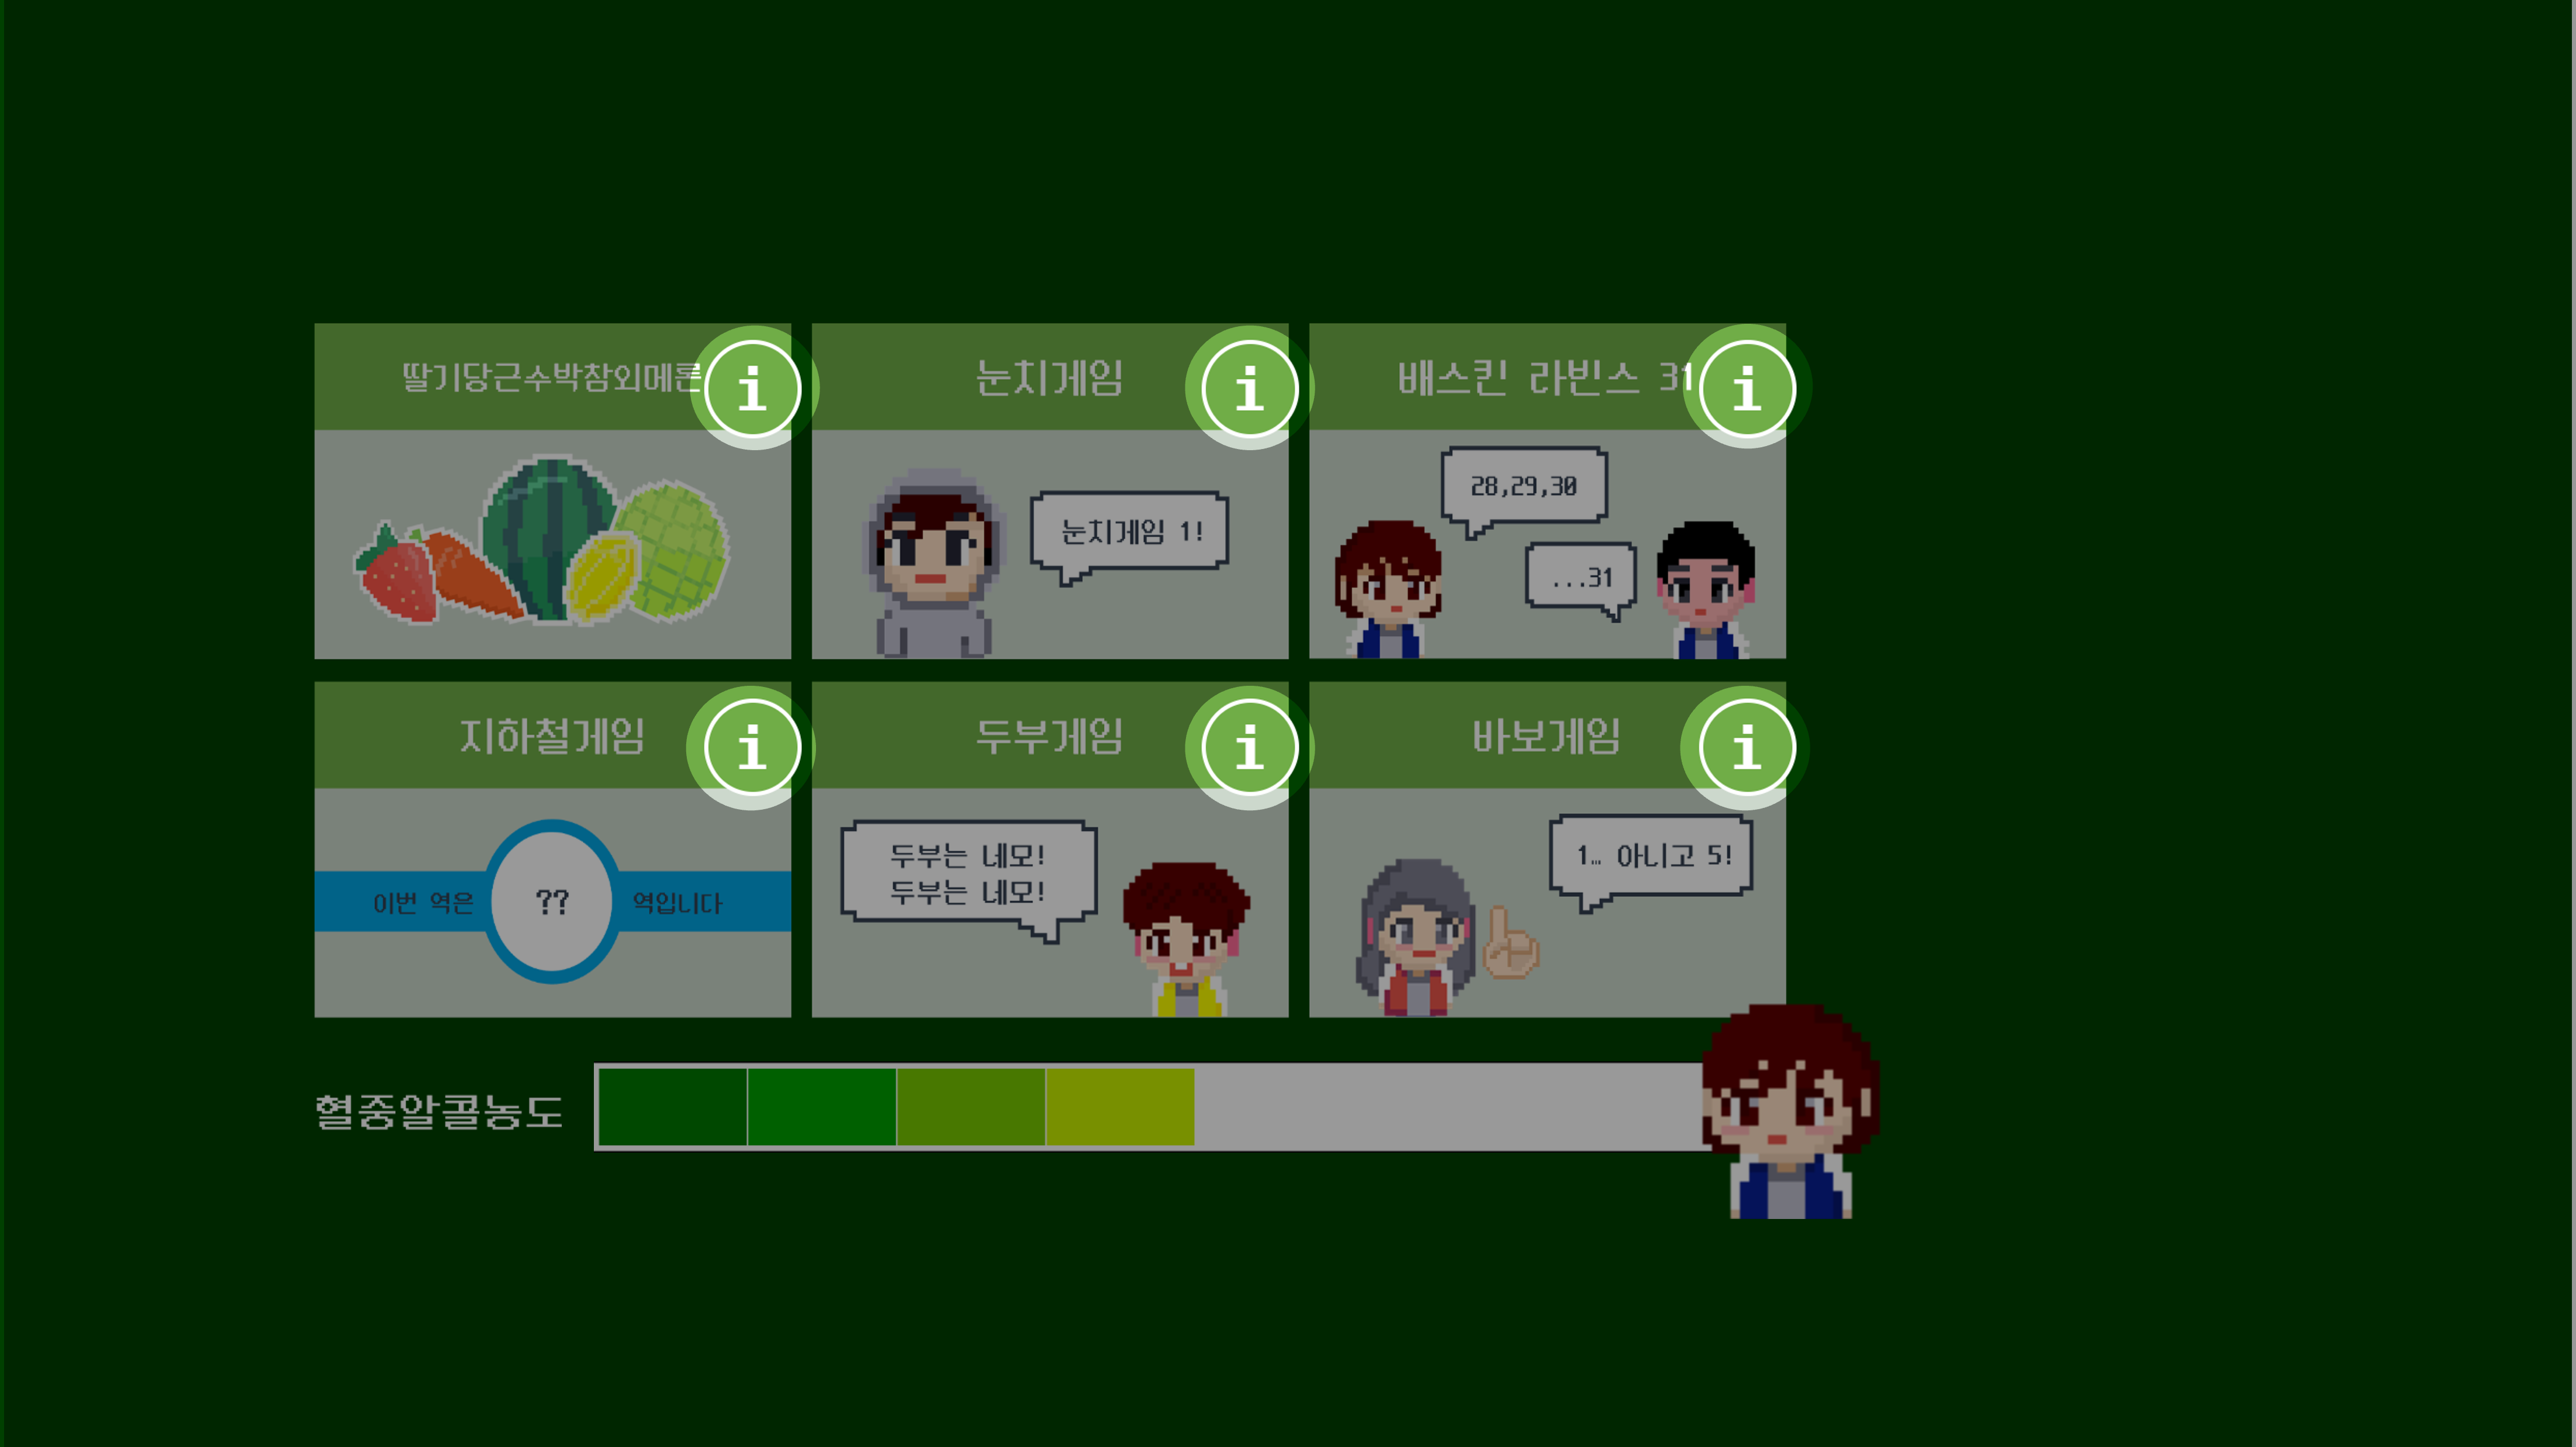 딸기당근수박참외메론
i
눈치게임
i
배스킨 라빈스 31
i
눈치게임 1!
28,29,30
...31
지하철게임
i
두부게임
i
바보게임
i
이번 역은 ?? 역입니다
두부는 네모!
두부는 네모!
1... 아니고 5!
혈중알콜농도